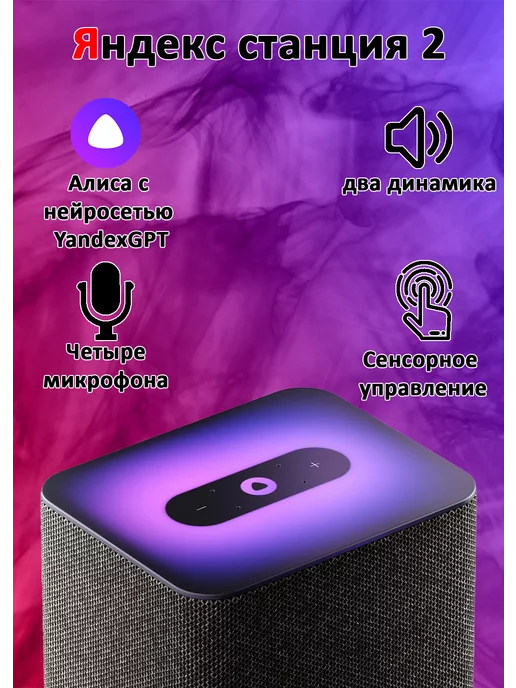 Яндекс станция 2
Алиса с
нейросетью
YandexGPT
два динамика
Четыре
микрофона
Сенсорное
управление